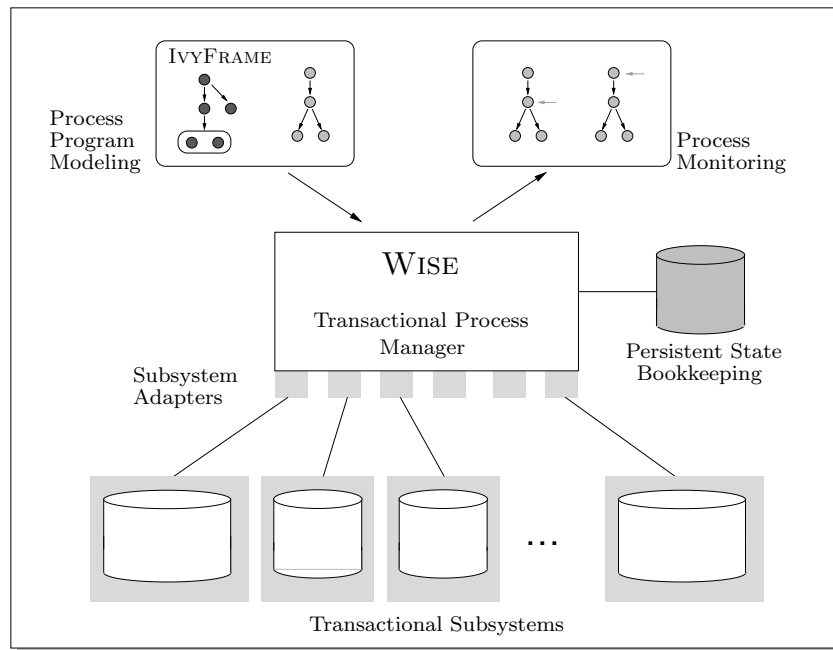 IVYFRAME
Process
Program
Modeling
Process
Monitoring
WISE
Transactional Process
Manager
Persistent State
Bookkeeping
Subsystem
Adapters
...
Transactional Subsystems